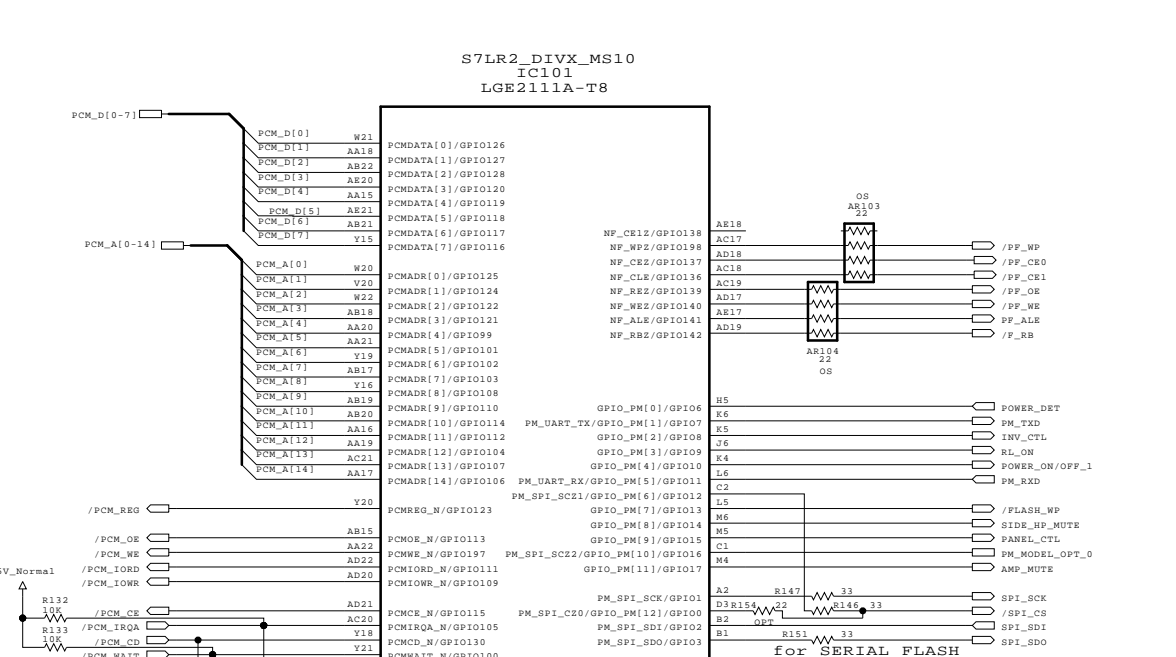 S7LR2_DIVX_MS10
IC101
LGE2111A-T8
PCM_D[0-7]
PCM_D[0] W21 PCMDATA[0]/GPIO126
PCM_D[1] AA18 PCMDATA[1]/GPIO127
PCM_D[2] AB22 PCMDATA[2]/GPIO128
PCM_D[3] AE20 PCMDATA[3]/GPIO120
PCM_D[4] AA15 PCMDATA[4]/GPIO119
PCM_D[5] AE21 PCMDATA[5]/GPIO118
PCM_D[6] AB21 PCMDATA[6]/GPIO117
PCM_D[7] Y15 PCMDATA[7]/GPIO116
PCM_A[0-14]
PCM_A[0] W20 PCMADR[0]/GPIO125
PCM_A[1] V20 PCMADR[1]/GPIO124
PCM_A[2] W22 PCMADR[2]/GPIO122
PCM_A[3] AB18 PCMADR[3]/GPIO121
PCM_A[4] AA20 PCMADR[4]/GPIO99
PCM_A[5] AA21 PCMADR[5]/GPIO101
PCM_A[6] Y19 PCMADR[6]/GPIO102
PCM_A[7] AB17 PCMADR[7]/GPIO103
PCM_A[8] Y16 PCMADR[8]/GPIO108
PCM_A[9] AB19 PCMADR[9]/GPIO110
PCM_A[10] AB20 PCMADR[10]/GPIO114
PCM_A[11] AA16 PCMADR[11]/GPIO112
PCM_A[12] AA19 PCMADR[12]/GPIO104
PCM_A[13] AC21 PCMADR[13]/GPIO107
PCM_A[14] AA17 PCMADR[14]/GPIO106
/PCM_REG Y20 PCMREG_N/GPIO123
/PCM_OE AB15 PCMOE_N/GPIO113
/PCM_WE AA22 PCMWE_N/GPIO197
/PCM_IORD AD22 PCMIORD_N/GPIO111
/PCM_IOWR AD20 PCMIOWR_N/GPIO109
5V_Normal
R132
10K
/PCM_CE AD21 PCMCE_N/GPIO115
/PCM_IRQA AC20 PCMIRQA_N/GPIO105
R133
10K
/PCM_CD Y18 PCMCD_N/GPIO130
/PCM_WAIT Y21 PCMWAIT_N/GPIO100
OS
AR103
22
NF_CE1Z/GPIO138 AE18
NF_WPZ/GPIO198 AC17 /PF_WP
NF_CEZ/GPIO137 AD18 /PF_CE0
NF_CLE/GPIO136 AC18 /PF_CE1
NF_REZ/GPIO139 AC19 /PF_OE
NF_WEZ/GPIO140 AD17 /PF_WE
NF_ALE/GPIO141 AE17 PF_ALE
NF_RBZ/GPIO142 AD19 /F_RB
AR104
22
OS
GPIO_PM[0]/GPIO6 H5 POWER_DET
PM_UART_TX/GPIO_PM[1]/GPIO7 K6 PM_TXD
GPIO_PM[2]/GPIO8 K5 INV_CTL
GPIO_PM[3]/GPIO9 J6 RL_ON
GPIO_PM[4]/GPIO10 K4 POWER_ON/OFF_1
PM_UART_RX/GPIO_PM[5]/GPIO11 L6 PM_RXD
PM_SPI_SCZ1/GPIO_PM[6]/GPIO12 C2
GPIO_PM[7]/GPIO13 L5 /FLASH_WP
GPIO_PM[8]/GPIO14 M6 SIDE_HP_MUTE
GPIO_PM[9]/GPIO15 M5 PANEL_CTL
PM_SPI_SCZ2/GPIO_PM[10]/GPIO16 C1 PM_MODEL_OPT_0
GPIO_PM[11]/GPIO17 M4 AMP_MUTE
PM_SPI_SCK/GPIO1 A2 R147 33 SPI_SCK
PM_SPI_CZ0/GPIO_PM[12]/GPIO0 D3 R154 22 R146 33 /SPI_CS
OPT
PM_SPI_SDI/GPIO2 B2 SPI_SDI
PM_SPI_SDO/GPIO3 B1 R151 33 SPI_SDO
for SERIAL FLASH